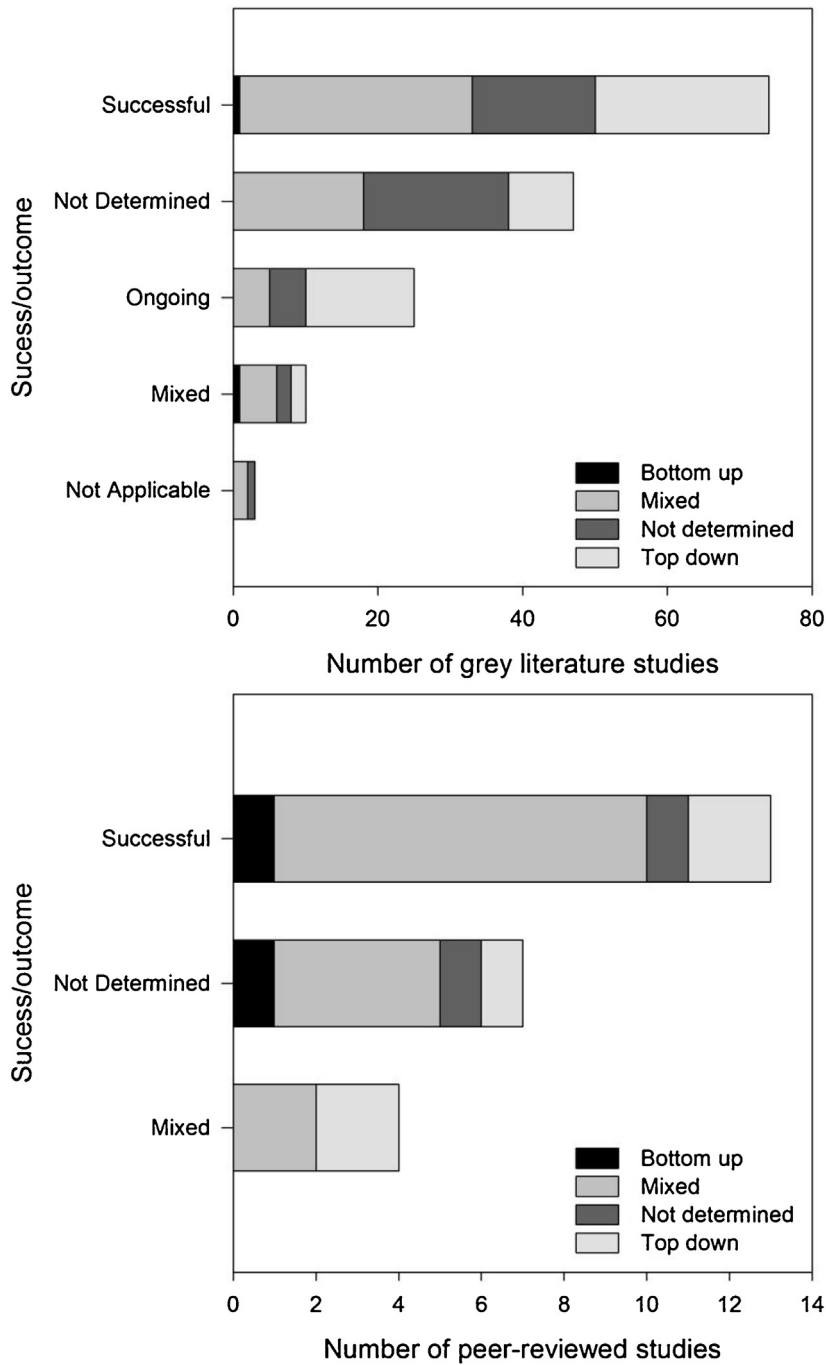 Sucess/outcome
Successful
Not Determined
Ongoing
Mixed
Not Applicable
Bottom up
Mixed
Not determined
Top down
0 20 40 60 80
Number of grey literature studies
Sucess/outcome
Successful
Not Determined
Mixed
Bottom up
Mixed
Not determined
Top down
0 2 4 6 8 10 12 14
Number of peer-reviewed studies